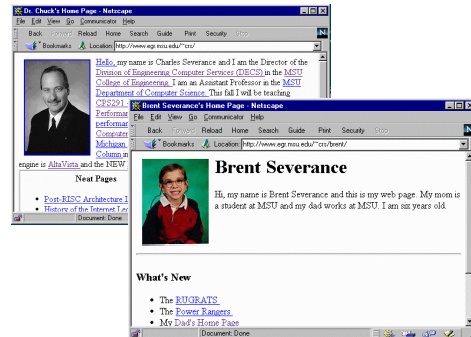 Dr. Chuck's Home Page - Netscape
File Edit View Go Communicator Help
Back Forward Reload Home Search Guide Print Security Stop
Bookmarks Location: http://www.egr.msu.edu/~crs/
Hello, my name is Charles Severance and I am the Director of the
Division of Engineering Computer Services (DECS) in the MSU
College of Engineering. I am an Assistant Professor in the MSU
Department of Computer Science. This fall I will be teaching
CPS291
Performa
performa
Computer
Michigan
Column in
engine is AltaVista and the NEW
Neat Pages
Post-RISC Architecture
History of the Internet Lec
Document: Done
Brent Severance's Home Page - Netscape
File Edit View Go Communicator Help
Back Forward Reload Home Search Guide Print Security Stop
Bookmarks Location: http://www.egr.msu.edu/~crs/brent/
Brent Severance
Hi, my name is Brent Severance and this is my web page. My mom is
a student at MSU and my dad works at MSU. I am six years old.
What's New
The RUGRATS
The Power Rangers
My Dad's Home Page
Document: Done